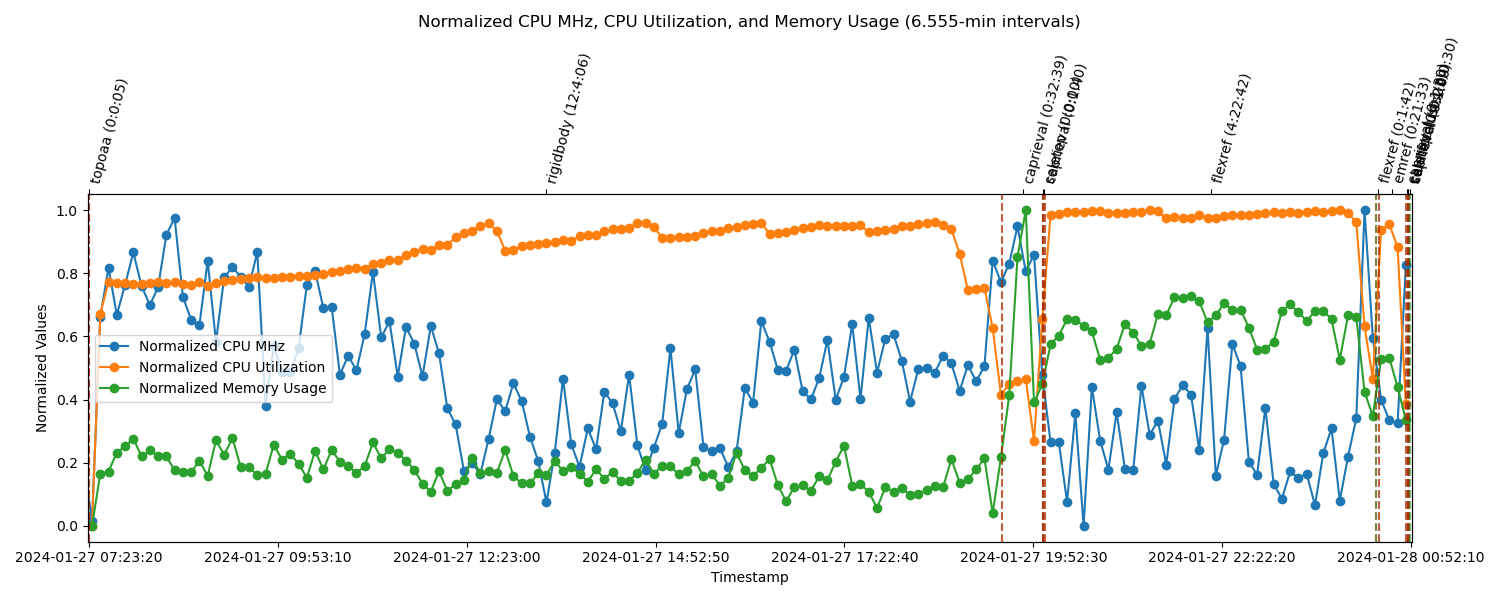 Normalized CPU MHz, CPU Utilization, and Memory Usage (6.555-min intervals)
topoaa (0:0:05)
rigidbody (12:4:06)
caprieval (0:32:39)
flexref (4:22:42)
flexref (0:1:42)
emref (0:21:33)
Normalized Values
1.0
0.8
0.6
0.4
0.2
0.0
Normalized CPU MHz
Normalized CPU Utilization
Normalized Memory Usage
2024-01-27 07:23:20
2024-01-27 09:53:10
2024-01-27 12:23:00
2024-01-27 14:52:50
2024-01-27 17:22:40
2024-01-27 19:52:30
2024-01-27 22:22:20
2024-01-28 00:52:10
Timestamp